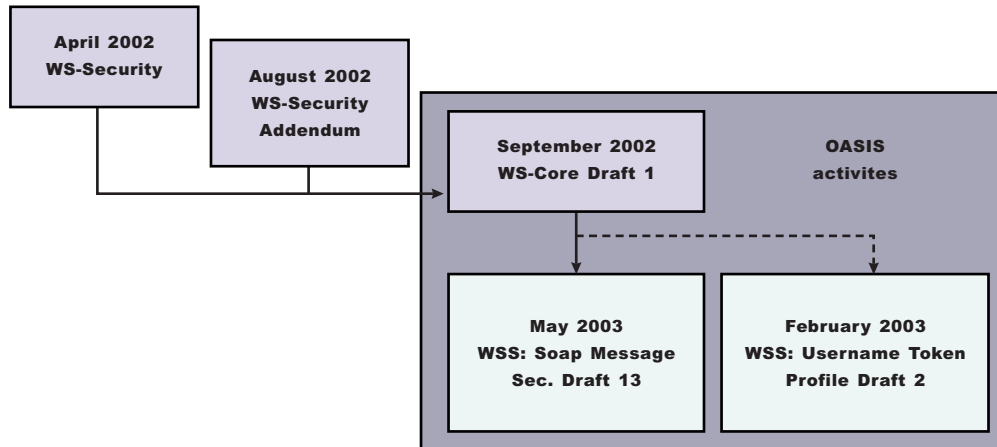 April 2002
WS-Security
August 2002
WS-Security
Addendum
September 2002
WS-Core Draft 1
OASIS
activites
May 2003
WSS: Soap Message
Sec. Draft 13
February 2003
WSS: Username Token
Profile Draft 2